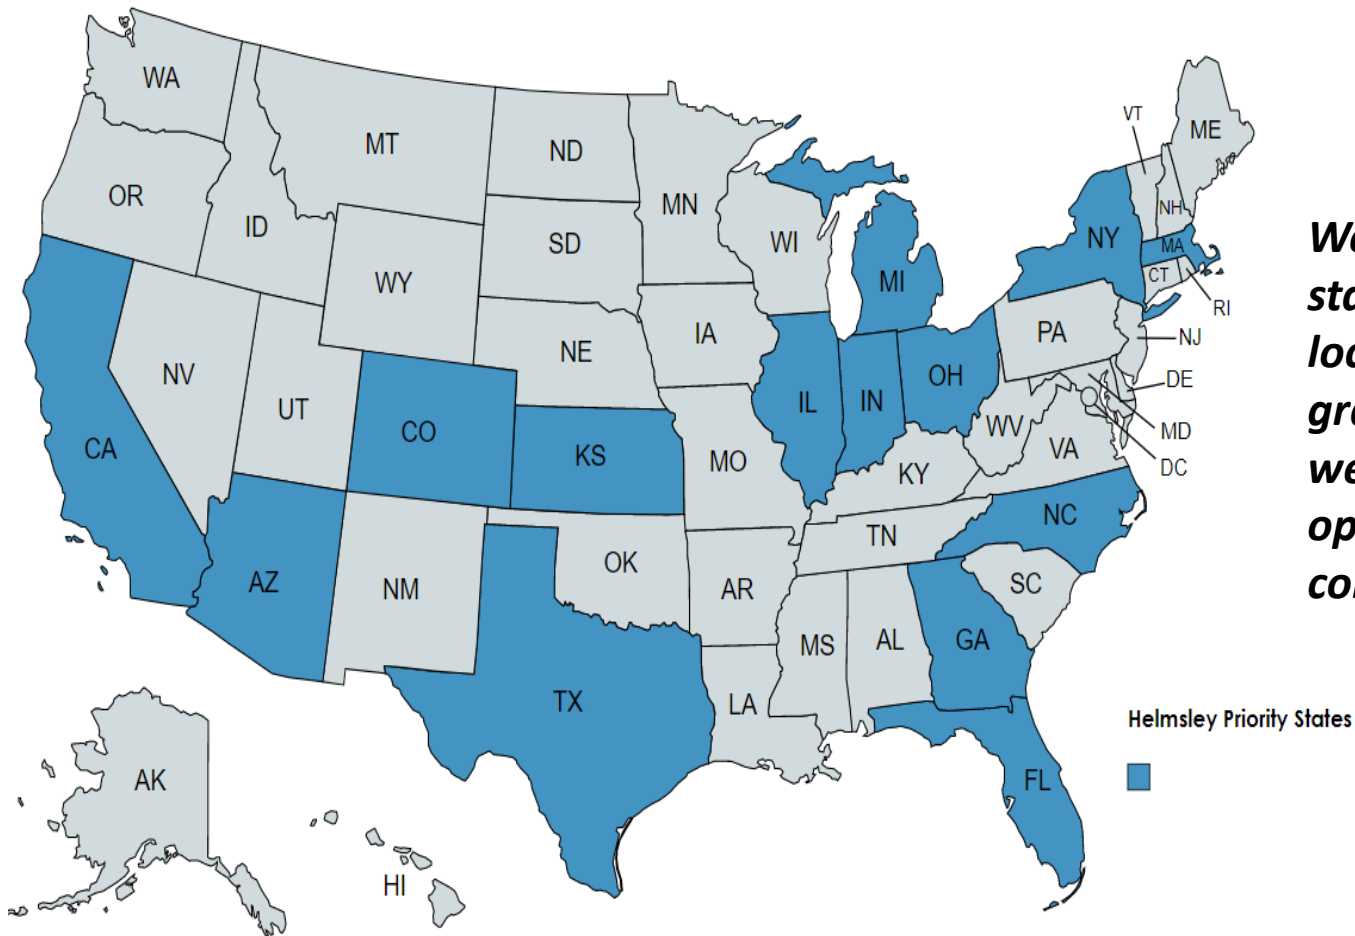 WA
MT
ND
MN
VT
ME
OR
ID
SD
WI
NH
NY
MA
WY
MI
CT
RI
IA
NE
PA
NJ
NV
UT
CO
IL
IN
OH
DE
CA
KS
MO
WV
VA
MD
KY
DC
NC
TN
AZ
NM
OK
AR
SC
MS
AL
GA
TX
LA
FL
AK
HI
Helmsley Priority States